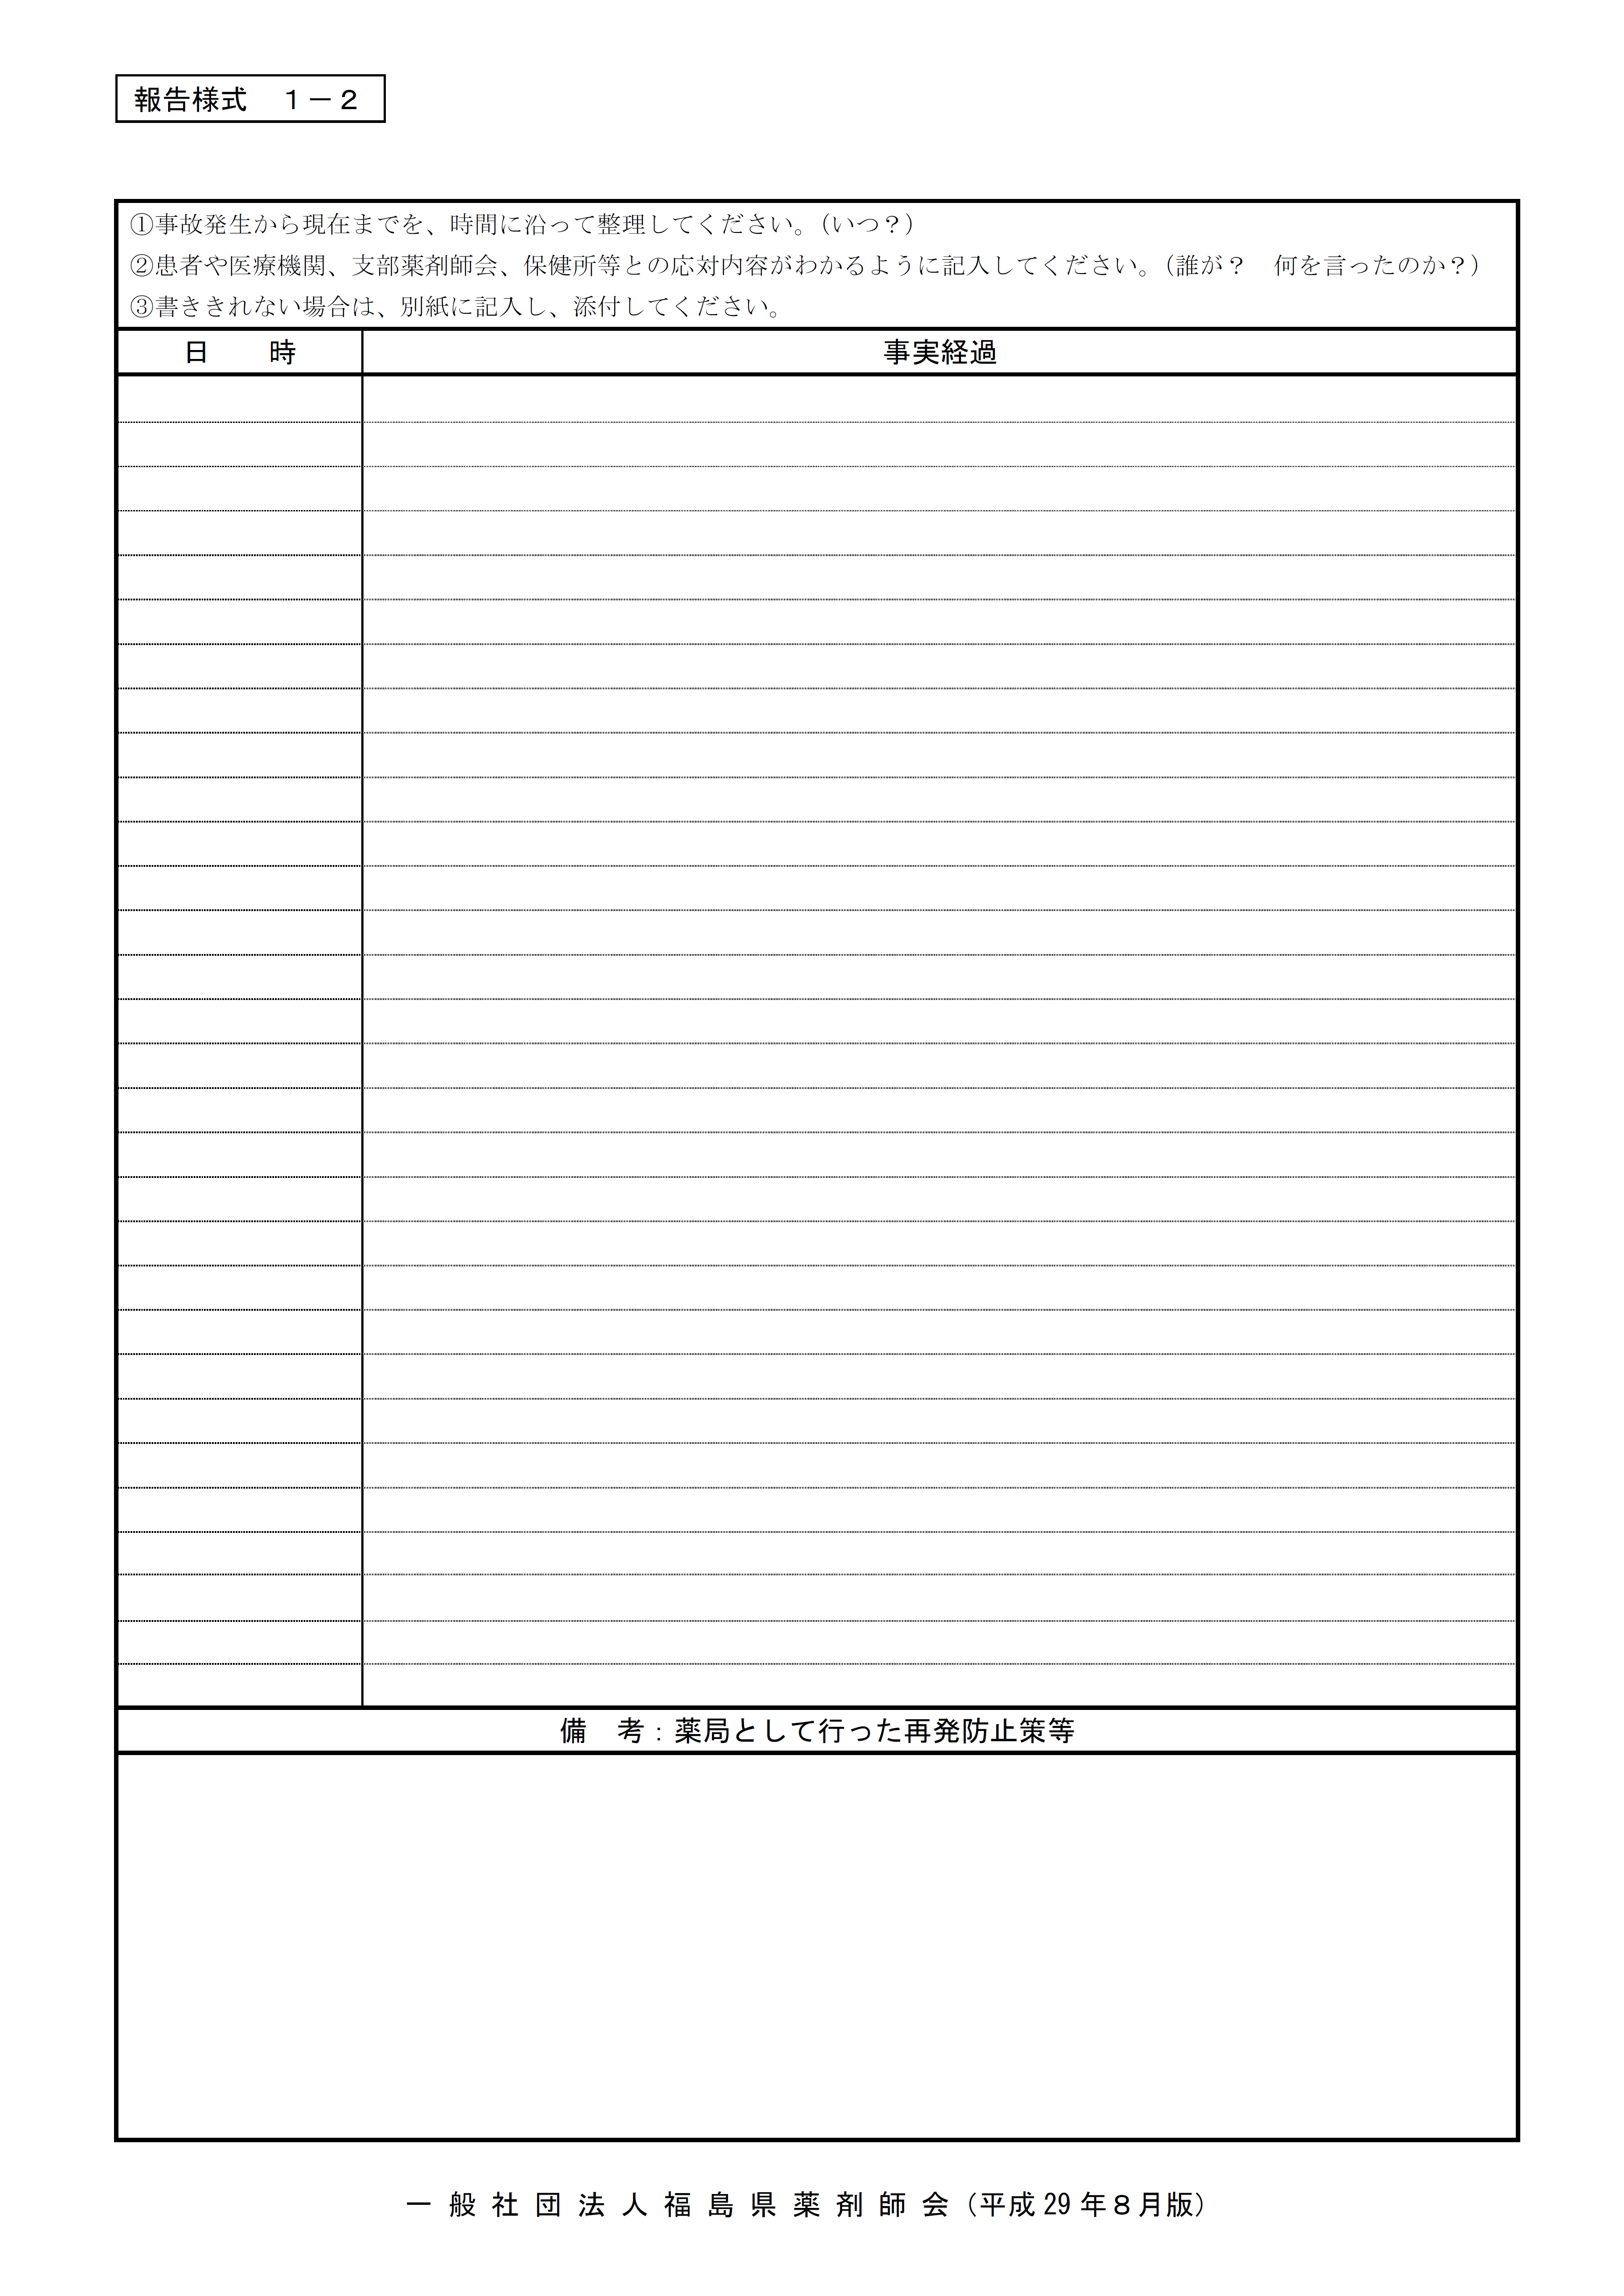 報告様式　１－２
①事故発生から現在までを、時間に沿って整理してください。（いつ？）
②患者や医療機関、支部薬剤師会、保健所等との応対内容がわかるように記入してください。（誰が？　何を言ったのか？）
③書ききれない場合は、別紙に記入し、添付してください。
日　　時　事実経過
備　考：薬局として行った再発防止策等
一般社団法人福島県薬剤師会（平成29年８月版）